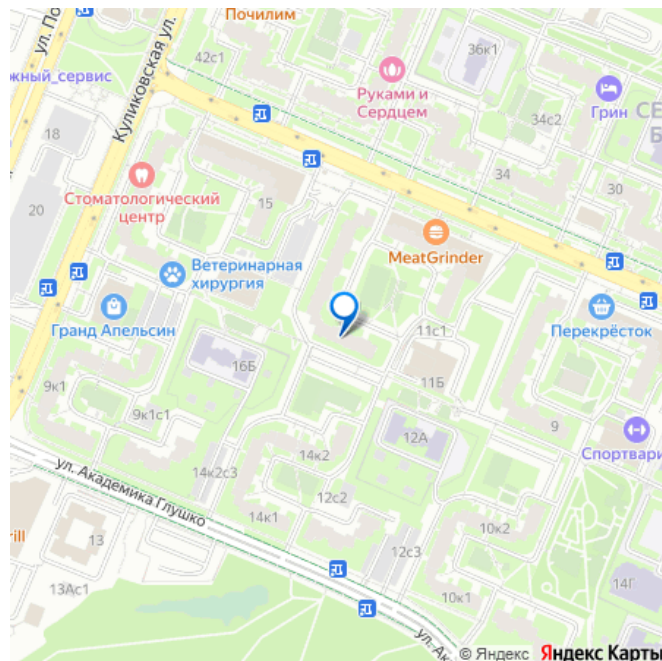 Почилим
ул. По
42с1
36к1
жный_сервис
Куликовская ул.
Руками и
Сердцем
Грин
СЕ
Б
34с2
18
34
Стоматологический
центр
15
30
20
MeatGrinder
Ветеринарная
хирургия
Гранд Апельсин
11с1
Перекрёсток
16Б
11Б
9к1
9к1с1
9
12А
Спортвари
14к2
ул. Академика Глушко
14к2с3
12с2
14к1
10к2
rill
13
12с3
14Г
13Ас1
10к1
ул. Ак
© Яндекс Яндекс Карты